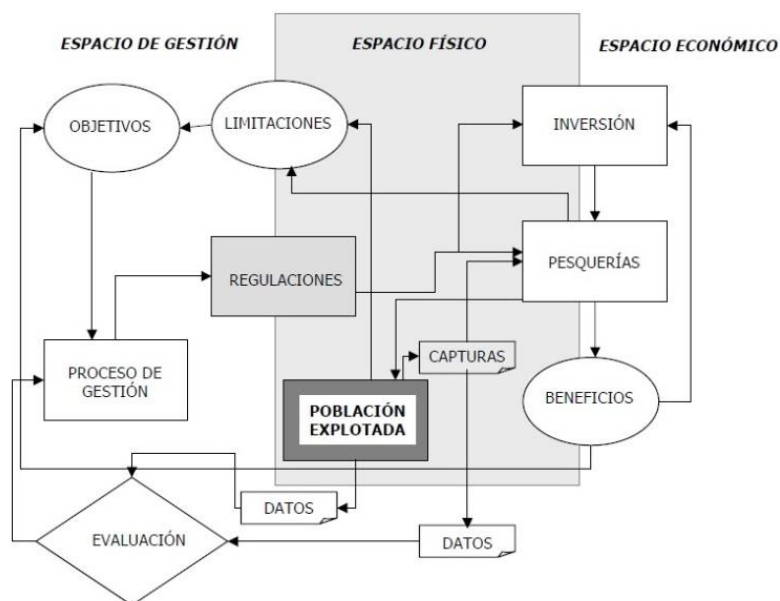 ESPACIO DE GESTIÓN
ESPACIO FÍSICO
ESPACIO ECONÓMICO
OBJETIVOS
LIMITACIONES
INVERSIÓN
REGULACIONES
PESQUERÍAS
PROCESO DE
GESTIÓN
CAPTURAS
POBLACIÓN
EXPLOTADA
BENEFICIOS
DATOS
EVALUACIÓN
DATOS